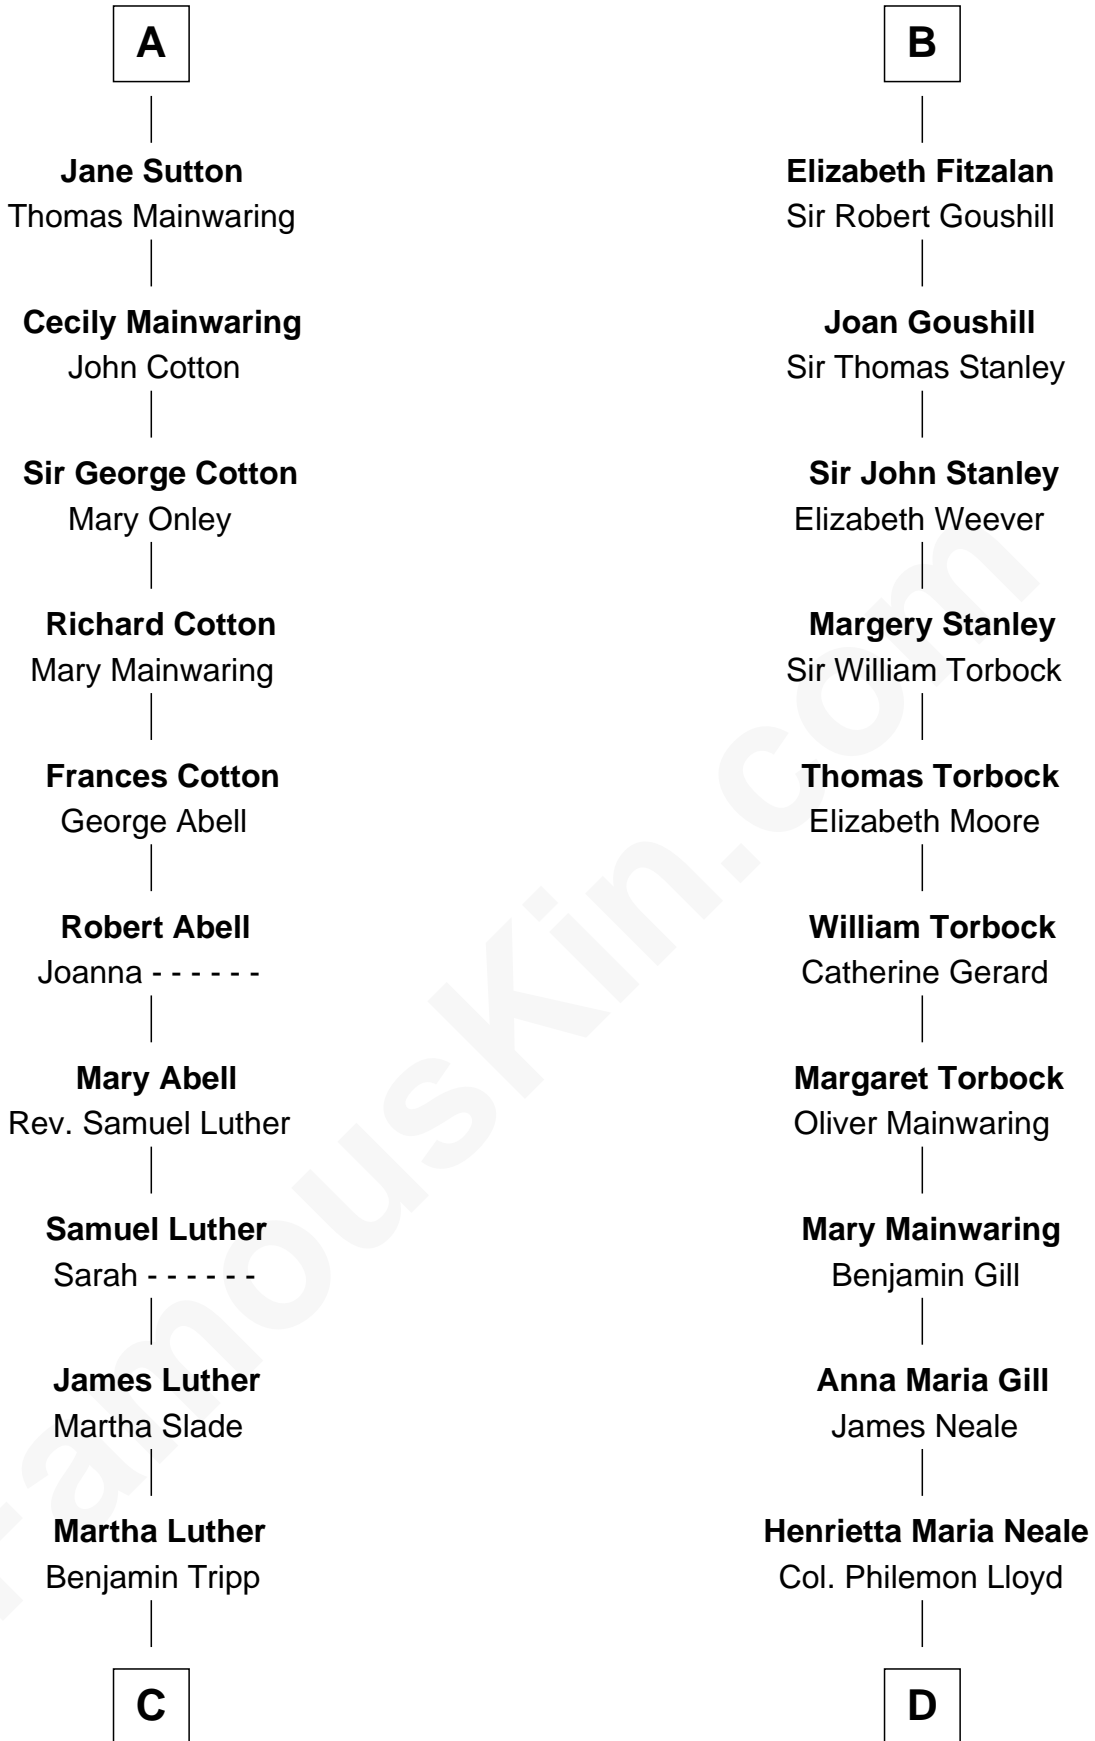 A
Jane Sutton
Thomas Mainwaring
Cecily Mainwaring
John Cotton
Sir George Cotton
Mary Onley
Richard Cotton
Mary Mainwaring
Frances Cotton
George Abell
Robert Abell
Joanna - - - - - -
Mary Abell
Rev. Samuel Luther
Samuel Luther
Sarah - - - - - -
James Luther
Martha Slade
Martha Luther
Benjamin Tripp
C
B
Elizabeth Fitzalan
Sir Robert Goushill
Joan Goushill
Sir Thomas Stanley
Sir John Stanley
Elizabeth Weever
Margery Stanley
Sir William Torbock
Thomas Torbock
Elizabeth Moore
William Torbock
Catherine Gerard
Margaret Torbock
Oliver Mainwaring
Mary Mainwaring
Benjamin Gill
Anna Maria Gill
James Neale
Henrietta Maria Neale
Col. Philemon Lloyd
D
FamousKin.com